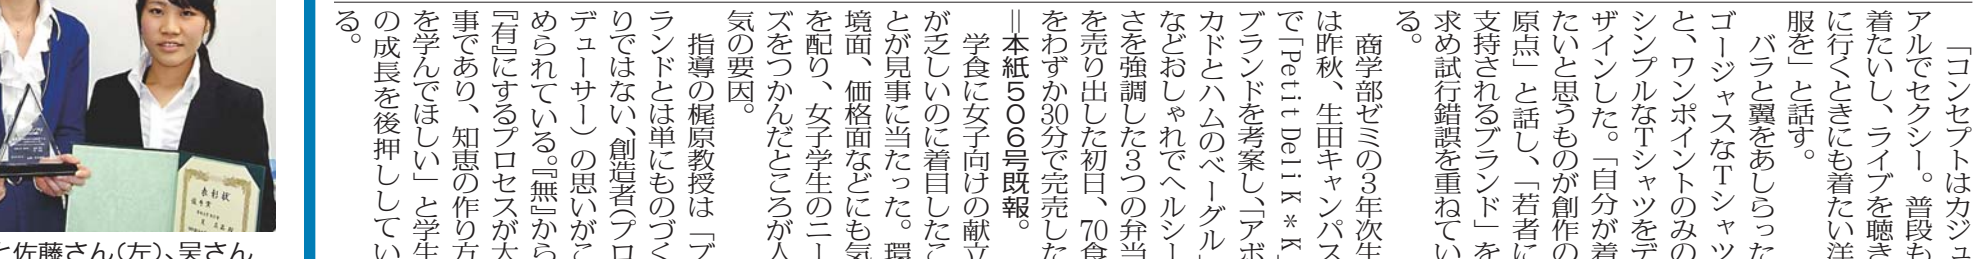 「コンセプトはカジュ
アルでセクシー。普段も
着たいし、ライブを聴き
に行くときにも着たい洋
服を」と話す。
バラと翼をあしらった
ゴージャスなTシャツ
と、ワンポイントのみの
シンプルなTシャツをデ
ザインした。「自分が着
たいと思うものが創作の
原点」と話し、「若者に
支持されるブランド」を
求め試行錯誤を重ねてい
る。
商学部ゼミの3年次生
は昨秋、生田キャンパス
で「Petit Deli K*K」
ブランドを考案し、「アボ
カドとハムのベーグル」
などおしゃれでヘルシー
さを強調した3つの弁当
を売り出した初日、70食
をわずか30分で完売した
＝本紙506号既報。
学食に女子向けの献立
が乏しいのに着目したこ
とが見事に当たった。環
境面、価格面などにも気
を配り、女子学生のニー
ズをつかんだところが人
気の要因。
指導の梶原教授は「ブ
ランドとは単にものづく
りではない、創造者(プロ
デューサー)の思いがこ
められている。『無』から
『有』にするプロセスが大
事であり、知恵の作り方
を学んでほしい」と学生
の成長を後押ししてい
る。
表彰状
佐藤さん(左)、呉さん